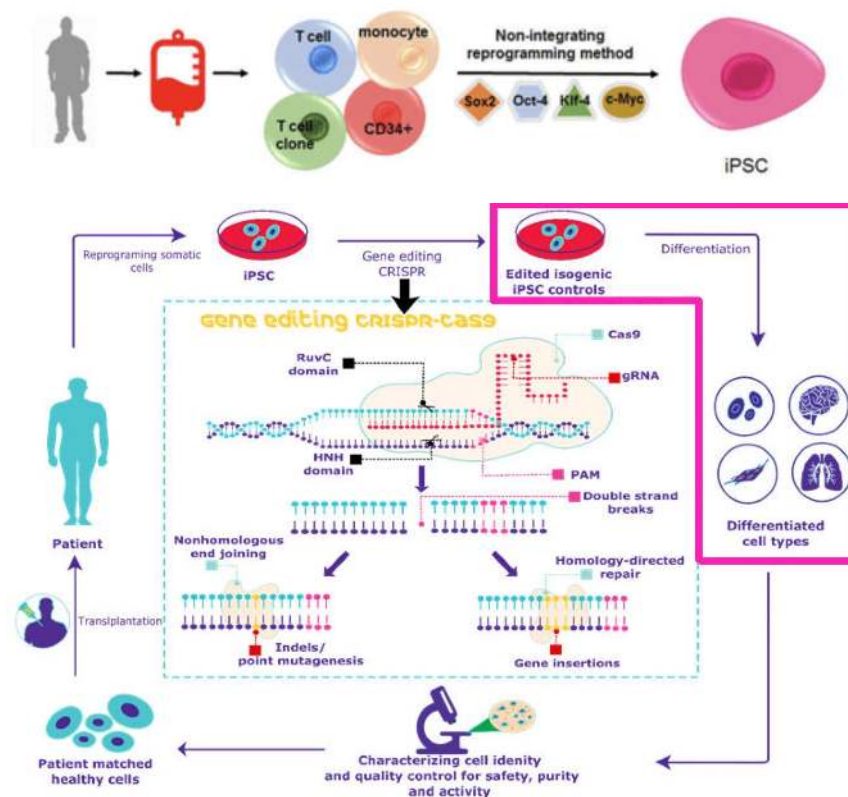 T cell
monocyte
T cell
clone
CD34+
Non-integrating
reprogramming method
Sox2
Oct-4
Klf-4
c-Myc
iPSC
Reprograming somatic
cells
iPSC
Gene editing
CRISPR
Edited isogenic
iPSC controls
Differentiation
Gene editing CRISPR-Cas9
Cas9
RuvC
domain
gRNA
HNH
domain
PAM
Double strand
breaks
Nonhomologous
end joining
Homology-directed
repair
Indels/
point mutagenesis
Gene insertions
Differentiated
cell types
Patient
Transiplantation
Patient matched
healthy cells
Characterizing cell idenity
and quality control for safety, purity
and activity